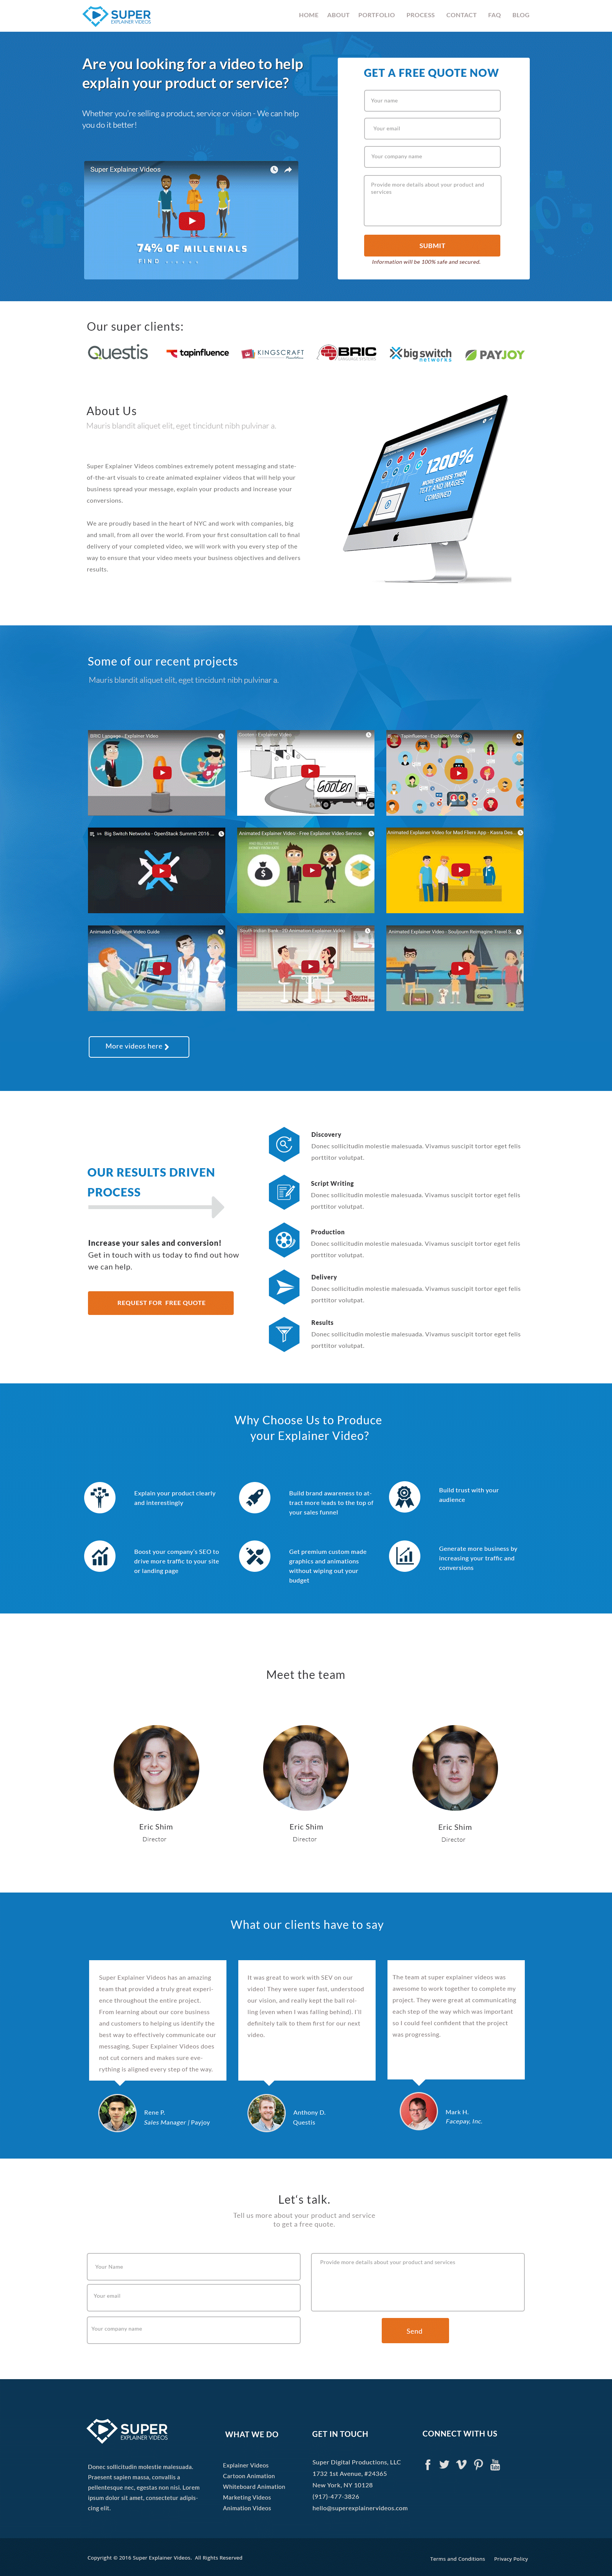 SUPER
EXPLAINER VIDEOS
HOME ABOUT PORTFOLIO PROCESS CONTACT FAQ BLOG
Are you looking for a video to help
explain your product or service?
Whether you're selling a product, service or vision - We can help
you do it better!
Super Explainer Videos
74% OF MILLENIALS
FIND . . . . .
GET A FREE QUOTE NOW
Your name
Your email
Your company name
Provide more details about your product and
services
SUBMIT
Information will be 100% safe and secured.
Our super clients:
Questis
tapinfluence
KINGSCRAFT
BRIC
big switch
networks
PAYJOY
About Us
Mauris blandit aliquet elit, eget tincidunt nibh pulvinar a.
Super Explainer Videos combines extremely potent messaging and state-
of-the-art visuals to create animated explainer videos that will help your
business spread your message, explain your products and increase your
conversions.
We are proudly based in the heart of NYC and work with companies, big
and small, from all over the world. From your first consultation call to final
delivery of your completed video, we will work with you every step of the
way to ensure that your video meets your business objectives and delivers
results.
1200%
MORE SHARES THEN
TEXT AND IMAGES
COMBINED
Some of our recent projects
Mauris blandit aliquet elit, eget tincidunt nibh pulvinar a.
BRIC Langage - Explainer Video
Gooten - Explainer Video
Gooten
Tapinfluence - Explainer Video
Big Switch Networks - OpenStack Summit 2016 ...
Animated Explainer Video - Free Explainer Video Service
Animated Explainer Video for Mad Fliers App - Kasra Des...
Animated Explainer Video Guide
South Indian Bank - 2D Animation Explainer Video
SOUTH
INDIAN
Animated Explainer Video - Soulpurn Reimagine Travel S...
More videos here
OUR RESULTS DRIVEN
PROCESS
Increase your sales and conversion!
Get in touch with us today to find out how
we can help.
REQUEST FOR FREE QUOTE
Discovery
Donec sollicitudin molestie malesuada. Vivamus suscipit tortor eget felis
porttitor volutpat.
Script Writing
Donec sollicitudin molestie malesuada. Vivamus suscipit tortor eget felis
porttitor volutpat.
Production
Donec sollicitudin molestie malesuada. Vivamus suscipit tortor eget felis
porttitor volutpat.
Delivery
Donec sollicitudin molestie malesuada. Vivamus suscipit tortor eget felis
porttitor volutpat.
Results
Donec sollicitudin molestie malesuada. Vivamus suscipit tortor eget felis
porttitor volutpat.
Why Choose Us to Produce
your Explainer Video?
Explain your product clearly
and interestingly
Build brand awareness to at-
tract more leads to the top of
your sales funnel
Build trust with your
audience
Boost your company's SEO to
drive more traffic to your site
or landing page
Get premium custom made
graphics and animations
without wiping out your
budget
Generate more business by
increasing your traffic and
conversions
Meet the team
Eric Shim
Director
Eric Shim
Director
Eric Shim
Director
What our clients have to say
Super Explainer Videos has an amazing
team that provided a truly great experi-
ence throughout the entire project.
From learning about our core business
and customers to helping us identify the
best way to effectively communicate our
messaging, Super Explainer Videos does
not cut corners and makes sure eve-
rything is aligned every step of the way.
Rene P.
Sales Manager | Payjoy
It was great to work with SEV on our
video! They were super fast, understood
our vision, and really kept the ball rol-
ling (even when I was falling behind). I'll
definitely talk to them first for our next
video.
Anthony D.
Questis
The team at super explainer videos was
awesome to work together to complete my
project. They were great at communicating
each step of the way which was important
so I could feel confident that the project
was progressing.
Mark H.
Facepay, Inc.
Let's talk.
Tell us more about your product and service
to get a free quote.
Your Name
Your email
Your company name
Provide more details about your product and services
Send
SUPER
EXPLAINER VIDEOS
Donec sollicitudin molestie malesuada.
Praesent sapien massa, convallis a
pellentesque nec, egestas non nisl. Lorem
ipsum dolor sit amet, consectetur adipis-
cing elit.
WHAT WE DO
Explainer Videos
Cartoon Animation
Whiteboard Animation
Marketing Videos
Animation Videos
GET IN TOUCH
Super Digital Productions, LLC
1732 1st Avenue, #24365
New York, NY 10128
(917)-477-3826
hello@superexplainervideos.com
CONNECT WITH US
You
Copyright © 2016 Super Explainer Videos. All Rights Reserved
Terms and Conditions Privacy Policy